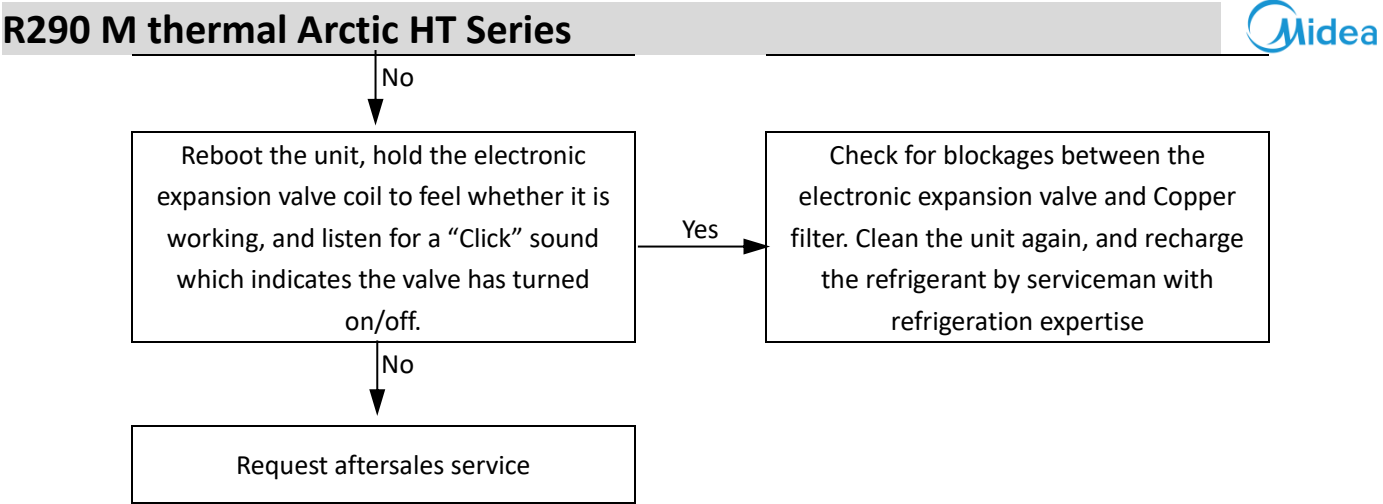 R290 M thermal Arctic HT Series
Midea
No
Reboot the unit, hold the electronic
expansion valve coil to feel whether it is
working, and listen for a “Click” sound
which indicates the valve has turned
on/off.
Yes
Check for blockages between the
electronic expansion valve and Copper
filter. Clean the unit again, and recharge
the refrigerant by serviceman with
refrigeration expertise
No
Request aftersales service